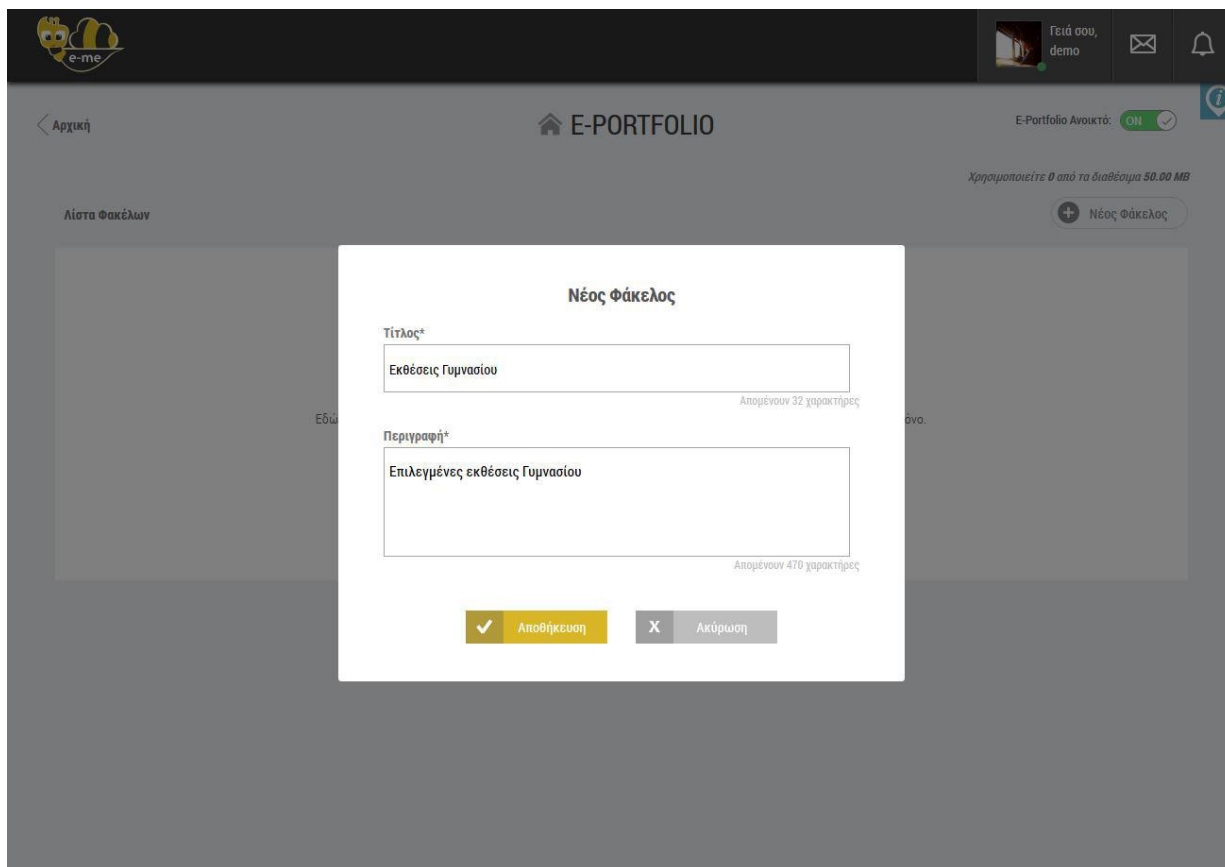 e-me
Γειά σου,
demo
Αρχική
E-PORTFOLIO
E-Portfolio Ανοικτό: ON
Χρησιμοποιείτε 0 από τα διαθέσιμα 50.00 MB
Λίστα Φακέλων
Νέος Φάκελος
Νέος Φάκελος
Τίτλος*
Εκθέσεις Γυμνασίου
Απομένουν 32 χαρακτήρες
Εδώ
όνο.
Περιγραφή*
Επιλεγμένες εκθέσεις Γυμνασίου
Απομένουν 470 χαρακτήρες
Αποθήκευση
X Ακύρωση